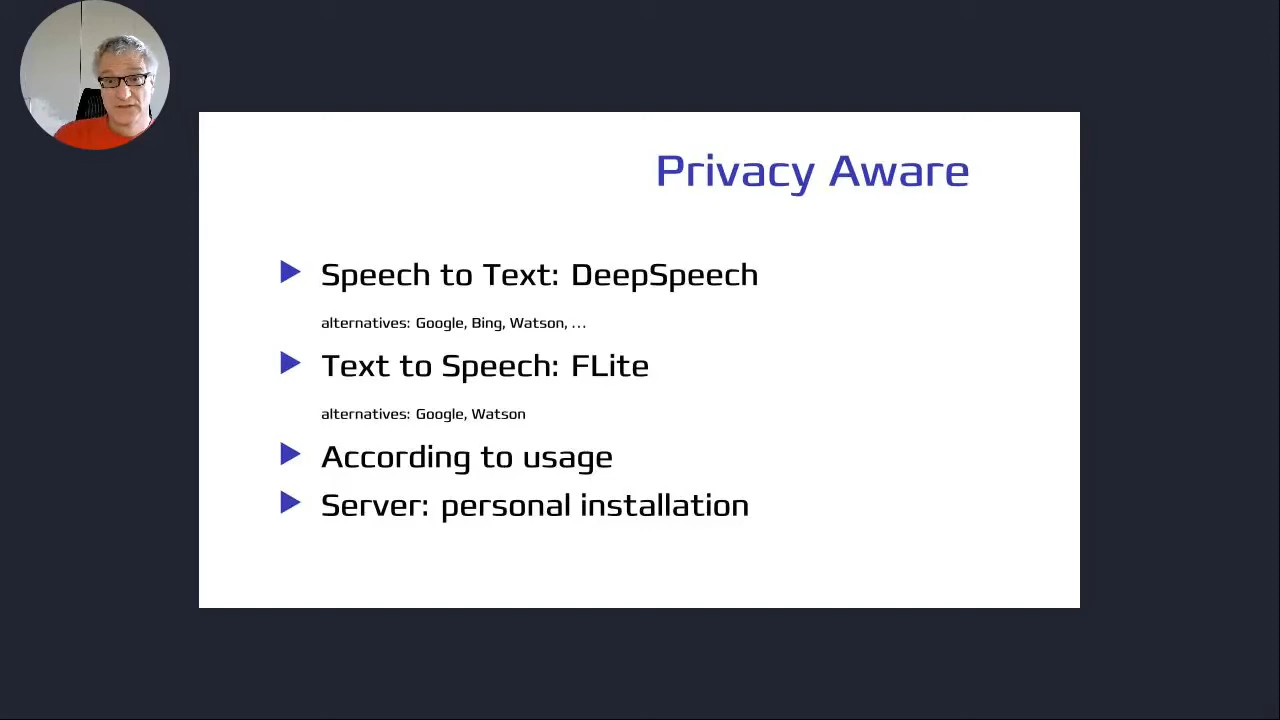 Privacy Aware
Speech to Text: DeepSpeech
alternatives: Google, Bing, Watson, ...
Text to Speech: FLite
alternatives: Google, Watson
According to usage
Server: personal installation